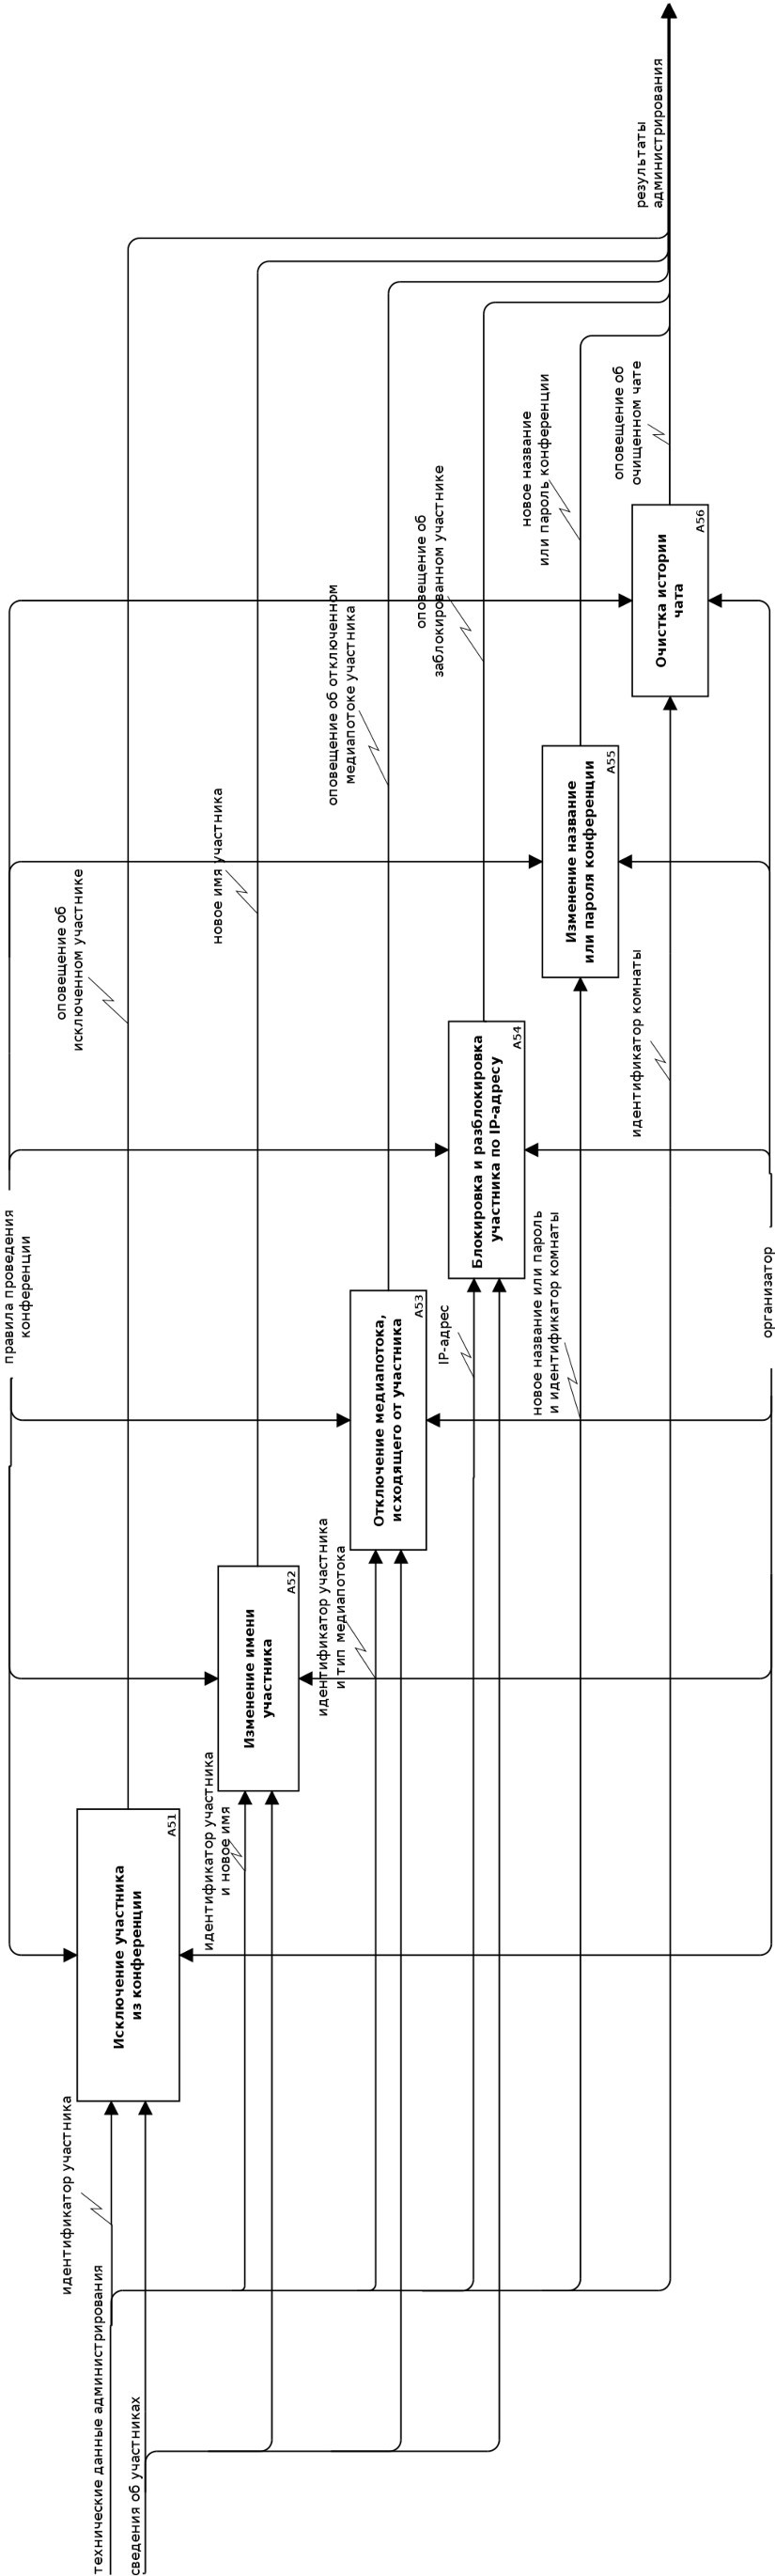 правила проведения
конференции
технические данные администрирования
сведения об участниках
идентификатор участника
Исключение участника
из конференции
A51
оповещение об
исключенном участнике
идентификатор участника
и новое имя
Изменение имени
участника
A52
новое имя участника
идентификатор участника
и тип медиапотока
Отключение медиапотока,
исходящего от участника
A53
оповещение об отключенном
медиапотоке участника
IP-адрес
Блокировка и разблокировка
участника по IP-адресу
A54
оповещение об
заблокированном участнике
новое название или пароль
и идентификатор комнаты
Изменение название
или пароля конференции
A55
новое название
или пароль конференции
идентификатор комнаты
Очистка истории
чата
A56
оповещение об
очищенном чате
результаты
администрирования
организатор